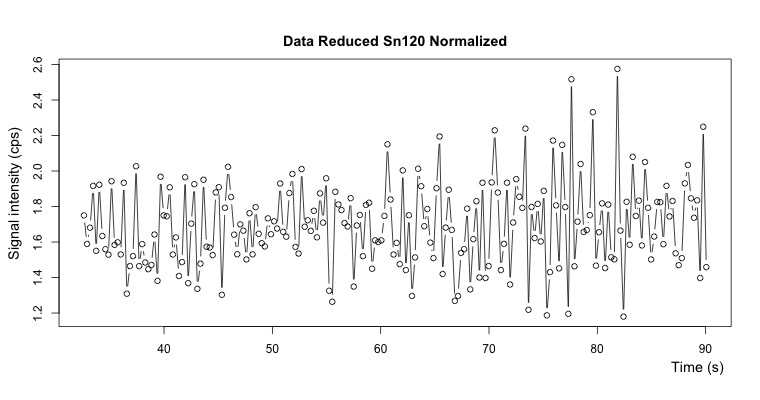 Data Reduced Sn120 Normalized
Signal intensity (cps)
2.6
2.4
2.2
2.0
1.8
1.6
1.4
1.2
40 50 60 70 80 90
Time (s)